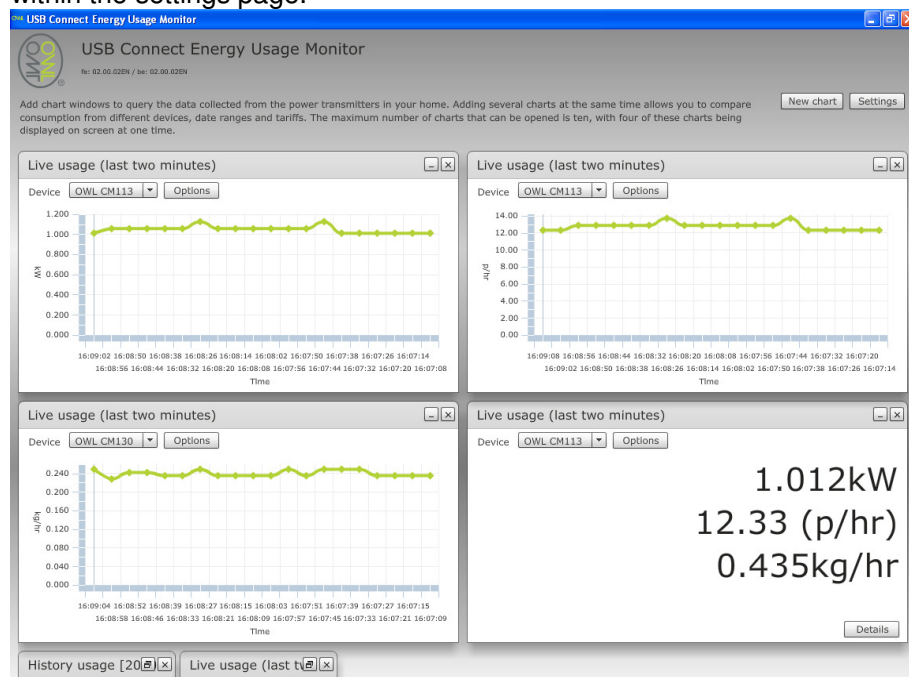 within the settings page.
OWL USB Connect Energy Usage Monitor
OWL
OWL
®
USB Connect Energy Usage Monitor
fe: 02.00.02EN / be: 02.00.02EN
Add chart windows to query the data collected from the power transmitters in your home. Adding several charts at the same time allows you to compare
consumption from different devices, date ranges and tariffs. The maximum number of charts that can be opened is ten, with four of these charts being
displayed on screen at one time.
New chart Settings
Live usage (last two minutes)
Device OWL CM113 Options
1.200
1.000
0.800
0.600
0.400
0.200
0.000
kW
16:09:02 16:08:50 16:08:38 16:08:26 16:08:14 16:08:02 16:07:50 16:07:38 16:07:26 16:07:14
16:08:56 16:08:44 16:08:32 16:08:20 16:08:08 16:07:56 16:07:44 16:07:32 16:07:20 16:07:08
TIme
Live usage (last two minutes)
Device OWL CM113 Options
14.00
12.00
10.00
8.00
6.00
4.00
2.00
0.00
p/hr
16:09:08 16:08:56 16:08:44 16:08:32 16:08:20 16:08:08 16:07:56 16:07:44 16:07:32 16:07:20
16:09:02 16:08:50 16:08:38 16:08:26 16:08:14 16:08:02 16:07:50 16:07:38 16:07:26 16:07:14
TIme
Live usage (last two minutes)
Device OWL CM130 Options
0.240
0.200
0.160
0.120
0.080
0.040
0.000
kg/hr
16:09:04 16:08:52 16:08:39 16:08:27 16:08:15 16:08:03 16:07:51 16:07:39 16:07:27 16:07:15
16:08:58 16:08:46 16:08:33 16:08:21 16:08:09 16:07:57 16:07:45 16:07:33 16:07:21 16:07:09
TIme
Live usage (last two minutes)
Device OWL CM113 Options
1.012kW
12.33 (p/hr)
0.435kg/hr
Details
History usage [20
Live usage (last tw